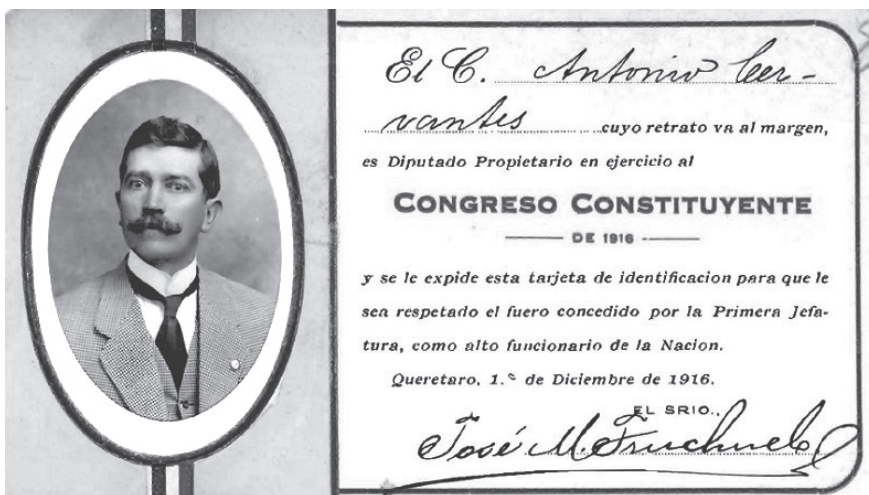 El C. Antonio Cer-
vantes cuyo retrato va al margen,
es Diputado Propietario en ejercicio al
CONGRESO CONSTITUYENTE
DE 1916
y se le expide esta tarjeta de identificacion para que le
sea respetado el fuero concedido por la Primera Jefa-
tura, como alto funcionario de la Nacion.
Queretaro, 1.º de Diciembre de 1916.
EL SRIO.,
José M. Truchuelo